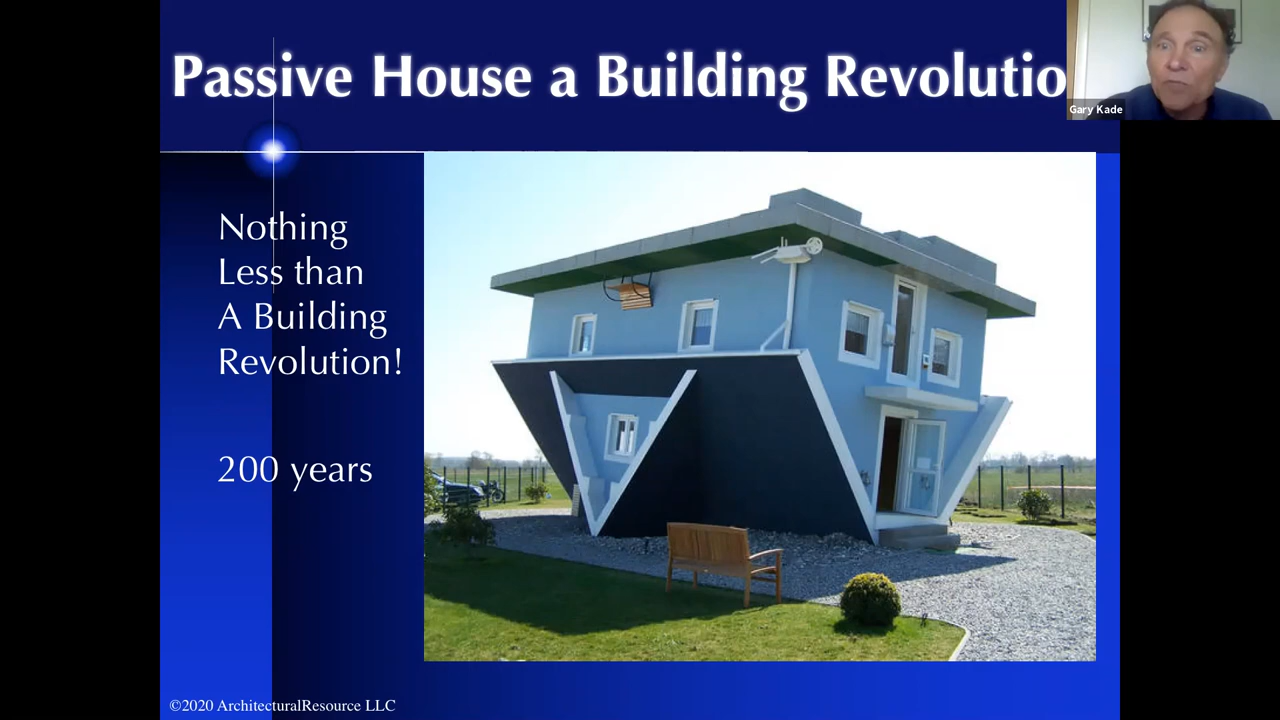 Passive House a Building Revolutio
Gary Kade
Nothing
Less than
A Building
Revolution!
200 years
©2020 ArchitecturalResource LLC